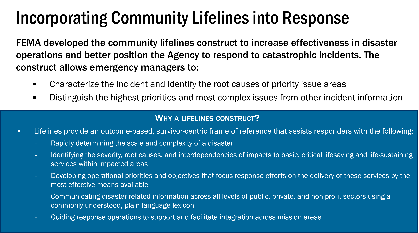 Incorporating Community Lifelines into Response
FEMA developed the community lifelines construct to increase effectiveness in disaster
operations and better position the Agency to respond to catastrophic incidents. The
construct allows emergency managers to:
• Characterize the incident and identify the root causes of priority issue areas
• Distinguish the highest priorities and most complex issues from other incident information
WHY A LIFELINES CONSTRUCT?
• Lifelines provide an outcome-based, survivor-centric frame of reference that assists responders with the following:
- Rapidly determining the scale and complexity of a disaster
- Identifying the severity, root causes, and interdependencies of impacts to basic, critical lifesaving and life-sustaining
services within impacted areas
- Developing operational priorities and objectives that focus response efforts on the delivery of these services by the
most effective means available
- Communicating disaster related information across all levels of public, private, and non profit sectors using a
commonly understood, plain language lexicon
- Guiding response operations to support and facilitate integration across mission areas